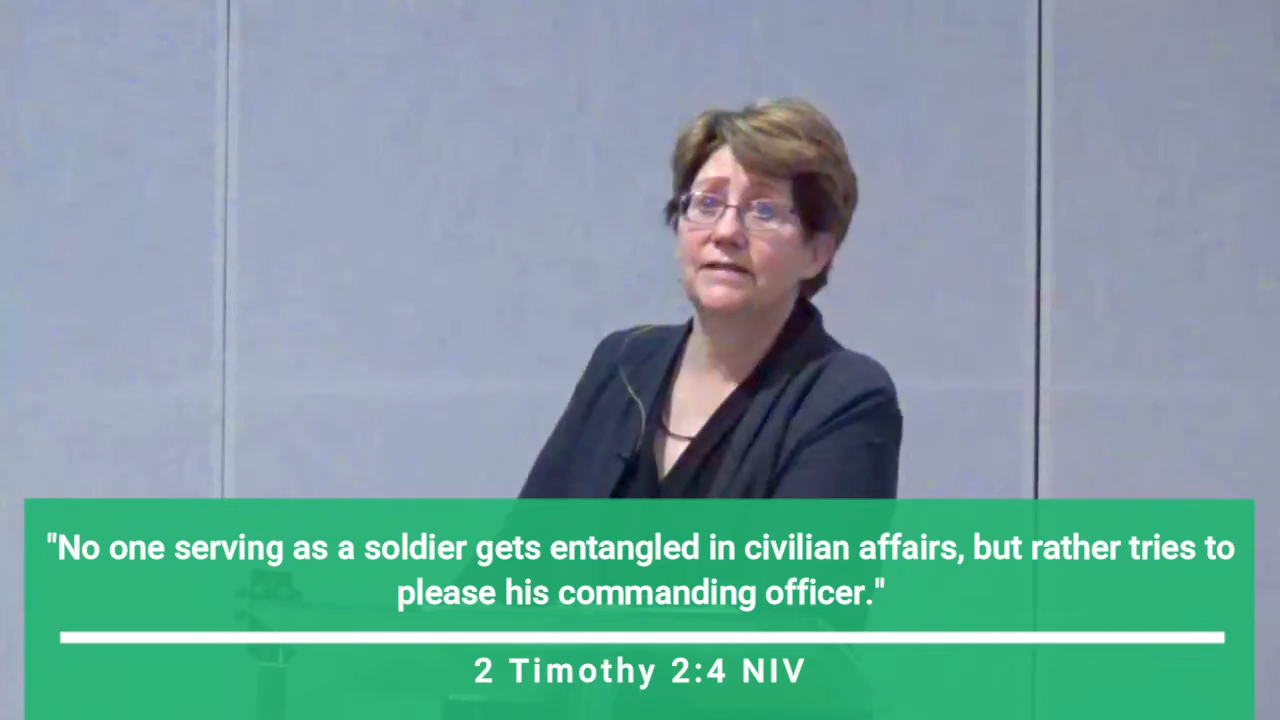 "No one serving as a soldier gets entangled in civilian affairs, but rather tries to
please his commanding officer."
2 Timothy 2:4 NIV